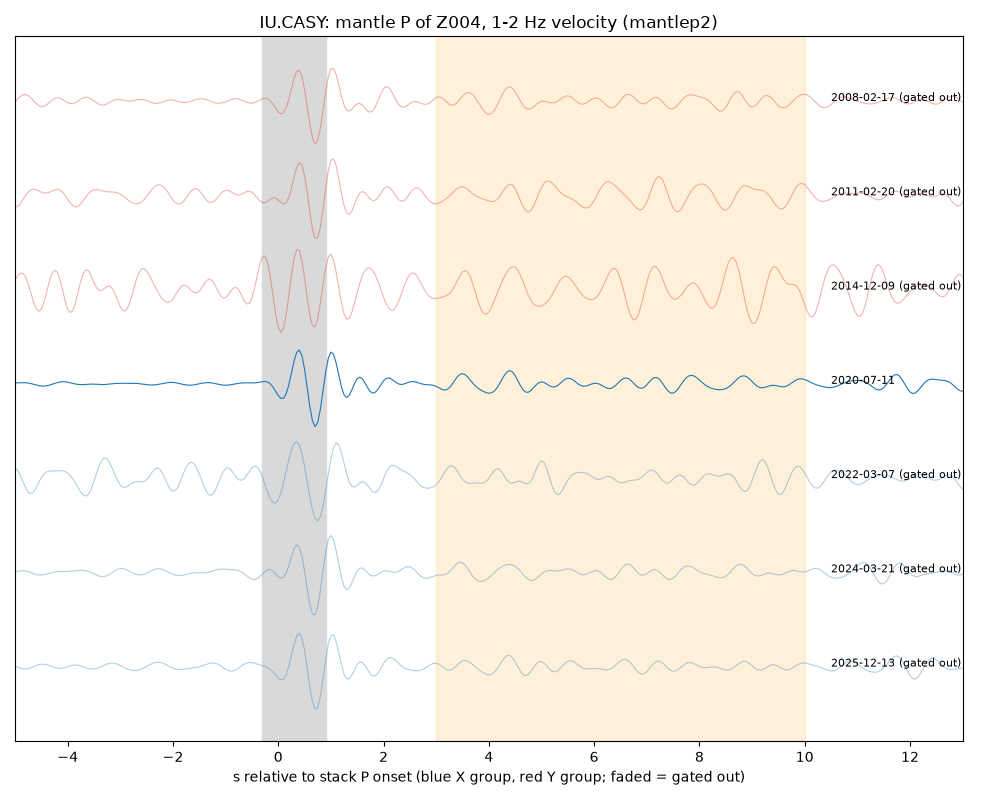 IU.CASY: mantle P of Z004, 1-2 Hz velocity (mantlep2)
2008-02-17 (gated out)
2011-02-20 (gated out)
2014-12-09 (gated out)
2020-07-11
2022-03-07 (gated out)
2024-03-21 (gated out)
2025-12-13 (gated out)
−4 −2 0 2 4 6 8 10 12
s relative to stack P onset (blue X group, red Y group; faded = gated out)